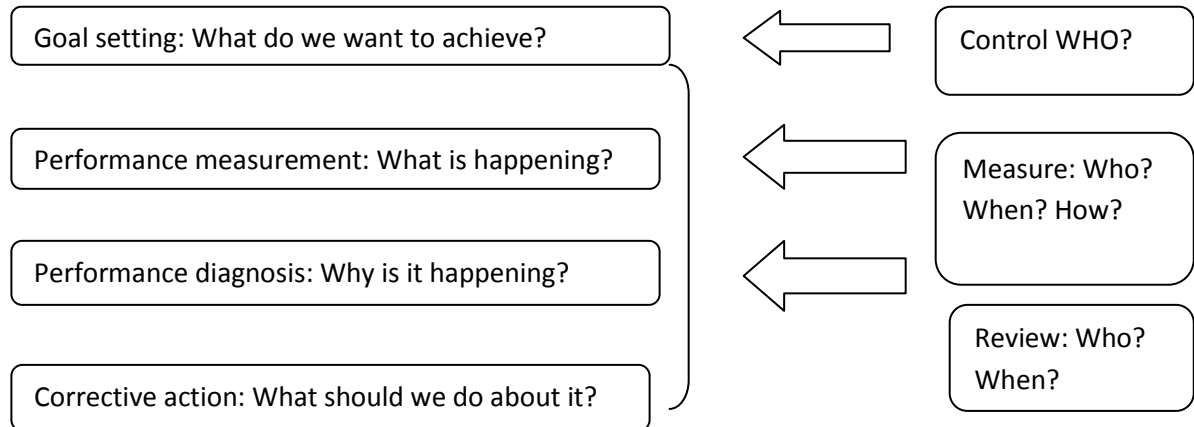 Goal setting: What do we want to achieve?
Control WHO?
Performance measurement: What is happening?
Measure: Who?
When? How?
Performance diagnosis: Why is it happening?
Review: Who?
When?
Corrective action: What should we do about it?